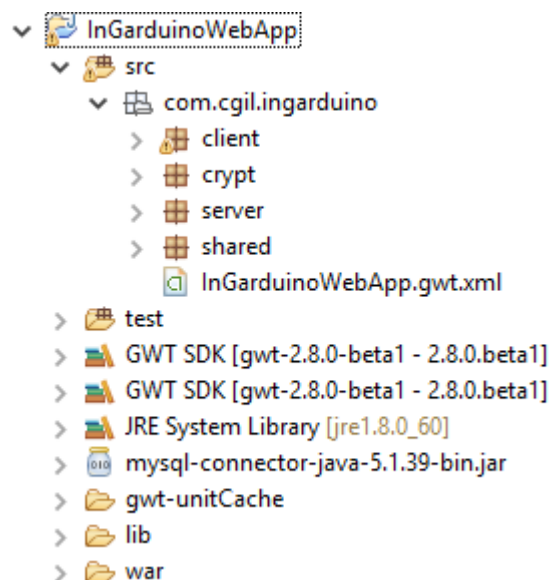 InGarduinoWebApp
src
com.cgil.ingarduino
client
crypt
server
shared
InGarduinoWebApp.gwt.xml
test
GWT SDK [gwt-2.8.0-beta1 - 2.8.0.beta1]
GWT SDK [gwt-2.8.0-beta1 - 2.8.0.beta1]
JRE System Library [jre1.8.0_60]
mysql-connector-java-5.1.39-bin.jar
gwt-unitCache
lib
war